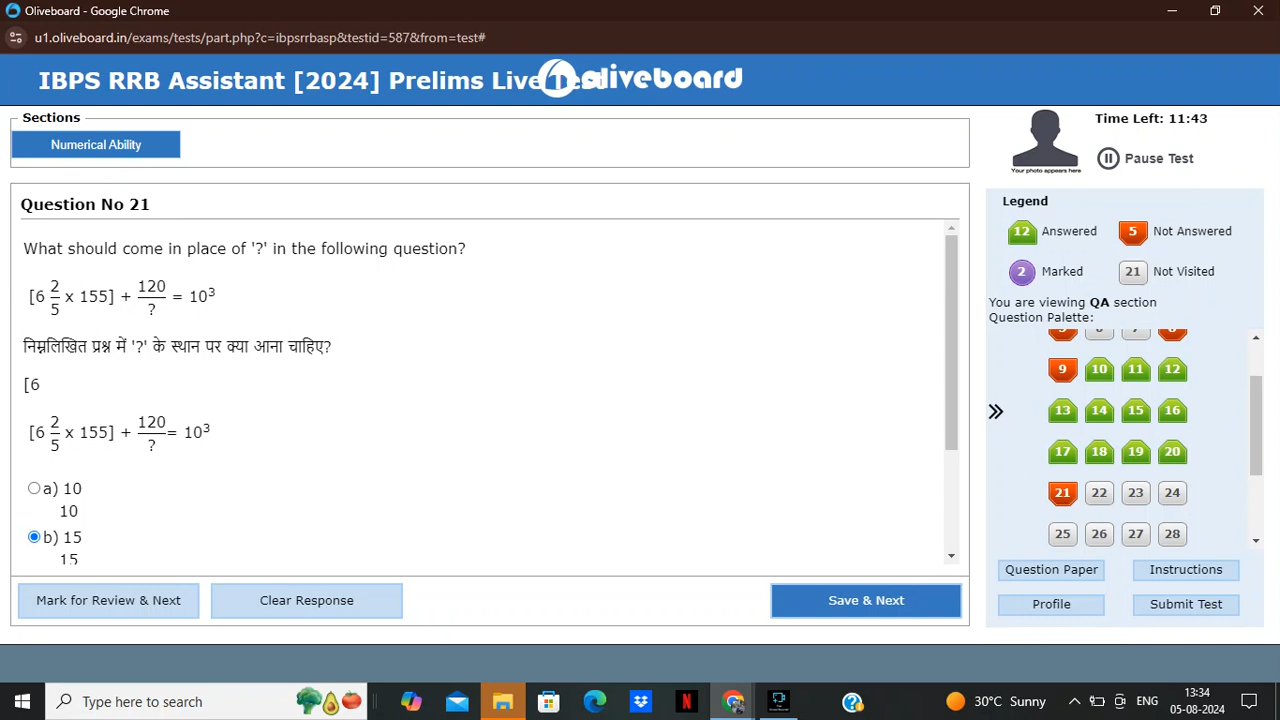 Oliveboard - Google Chrome
u1.oliveboard.in/exams/tests/part.php?c=ibpsrrbasp&testid=587&from=test#
IBPS RRB Assistant [2024] Prelims Live Test
oliveboard
Sections
Numerical Ability
Your photo appears here
Time Left: 11:43
Pause Test
Question No 21
What should come in place of '?' in the following question?
[6 2/5 x 155] + 120/? = 10³
निम्नलिखित प्रश्न में '?' के स्थान पर क्या आना चाहिए?
[6
[6 2/5 x 155] + 120/? = 10³
a) 10
10
b) 15
15
Mark for Review & Next
Clear Response
Save & Next
Legend
12 Answered
5 Not Answered
2 Marked
21 Not Visited
You are viewing QA section
Question Palette:
5 6 7 8
9 10 11 12
13 14 15 16
17 18 19 20
21 22 23 24
25 26 27 28
Question Paper
Instructions
Profile
Submit Test
Type here to search
30°C Sunny
ENG
13:34
05-08-2024